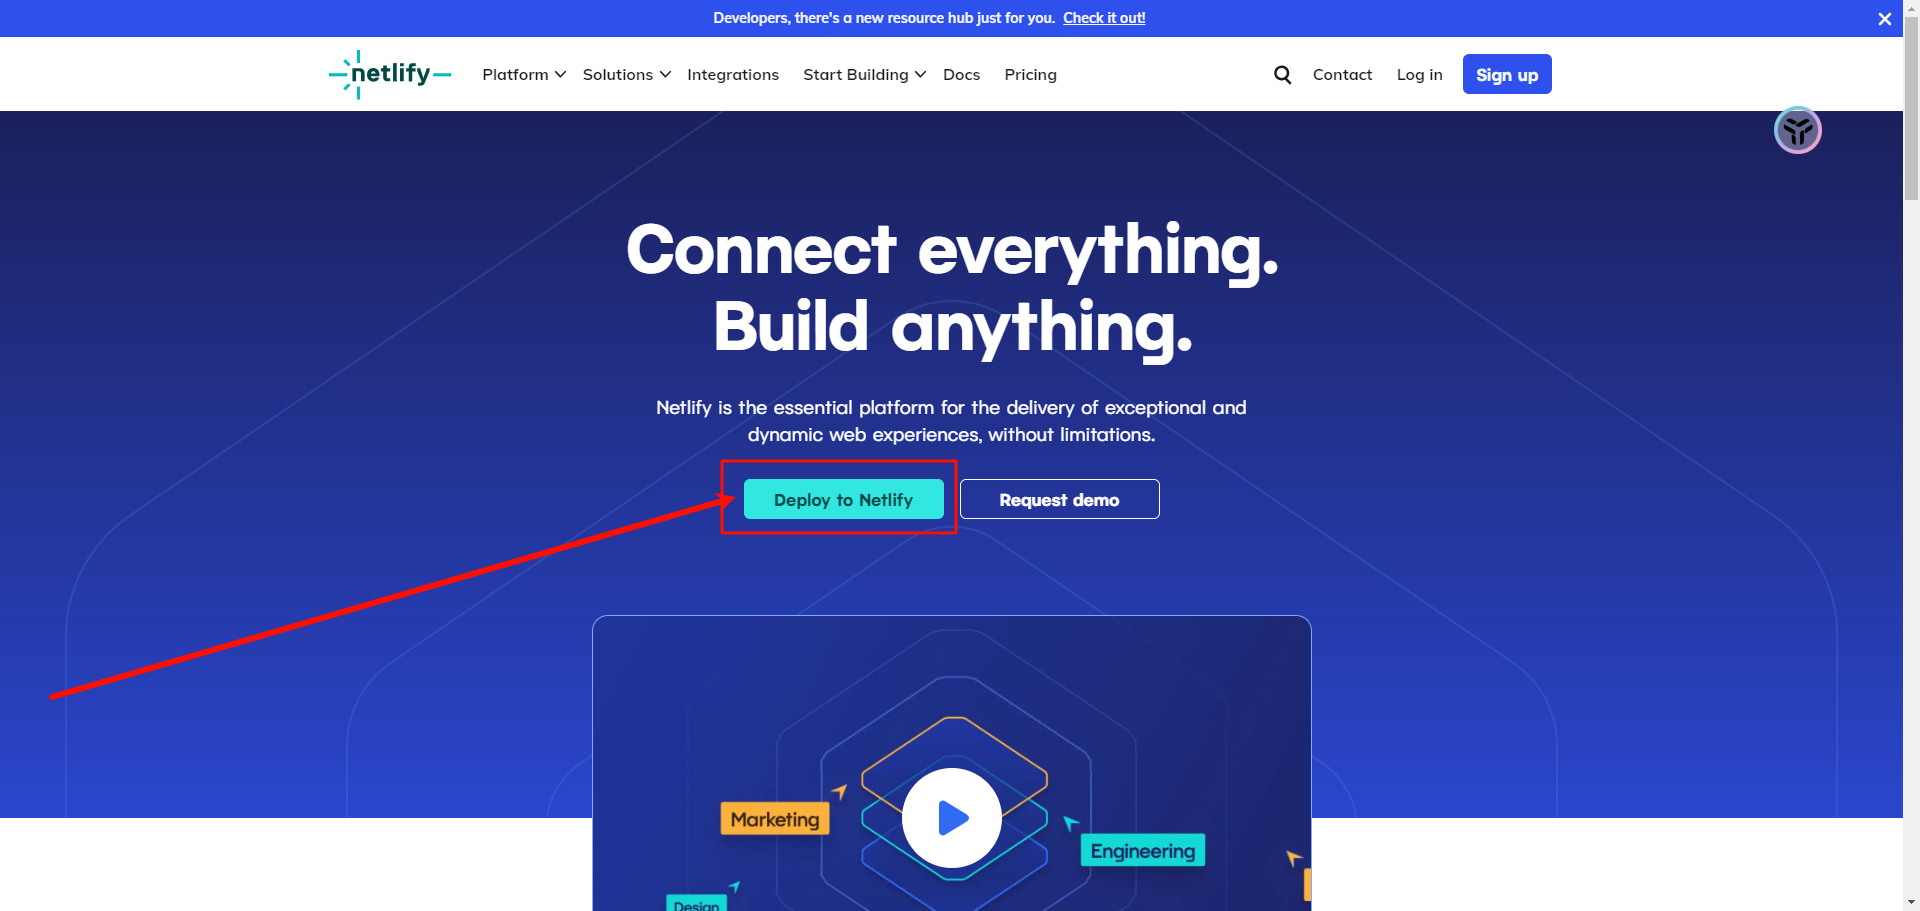 Developers, there's a new resource hub just for you. Check it out!
netlify Platform Solutions Integrations Start Building Docs Pricing Contact Log in Sign up
Connect everything.
Build anything.
Netlify is the essential platform for the delivery of exceptional and
dynamic web experiences, without limitations.
Deploy to Netlify Request demo
Marketing
Engineering
Design